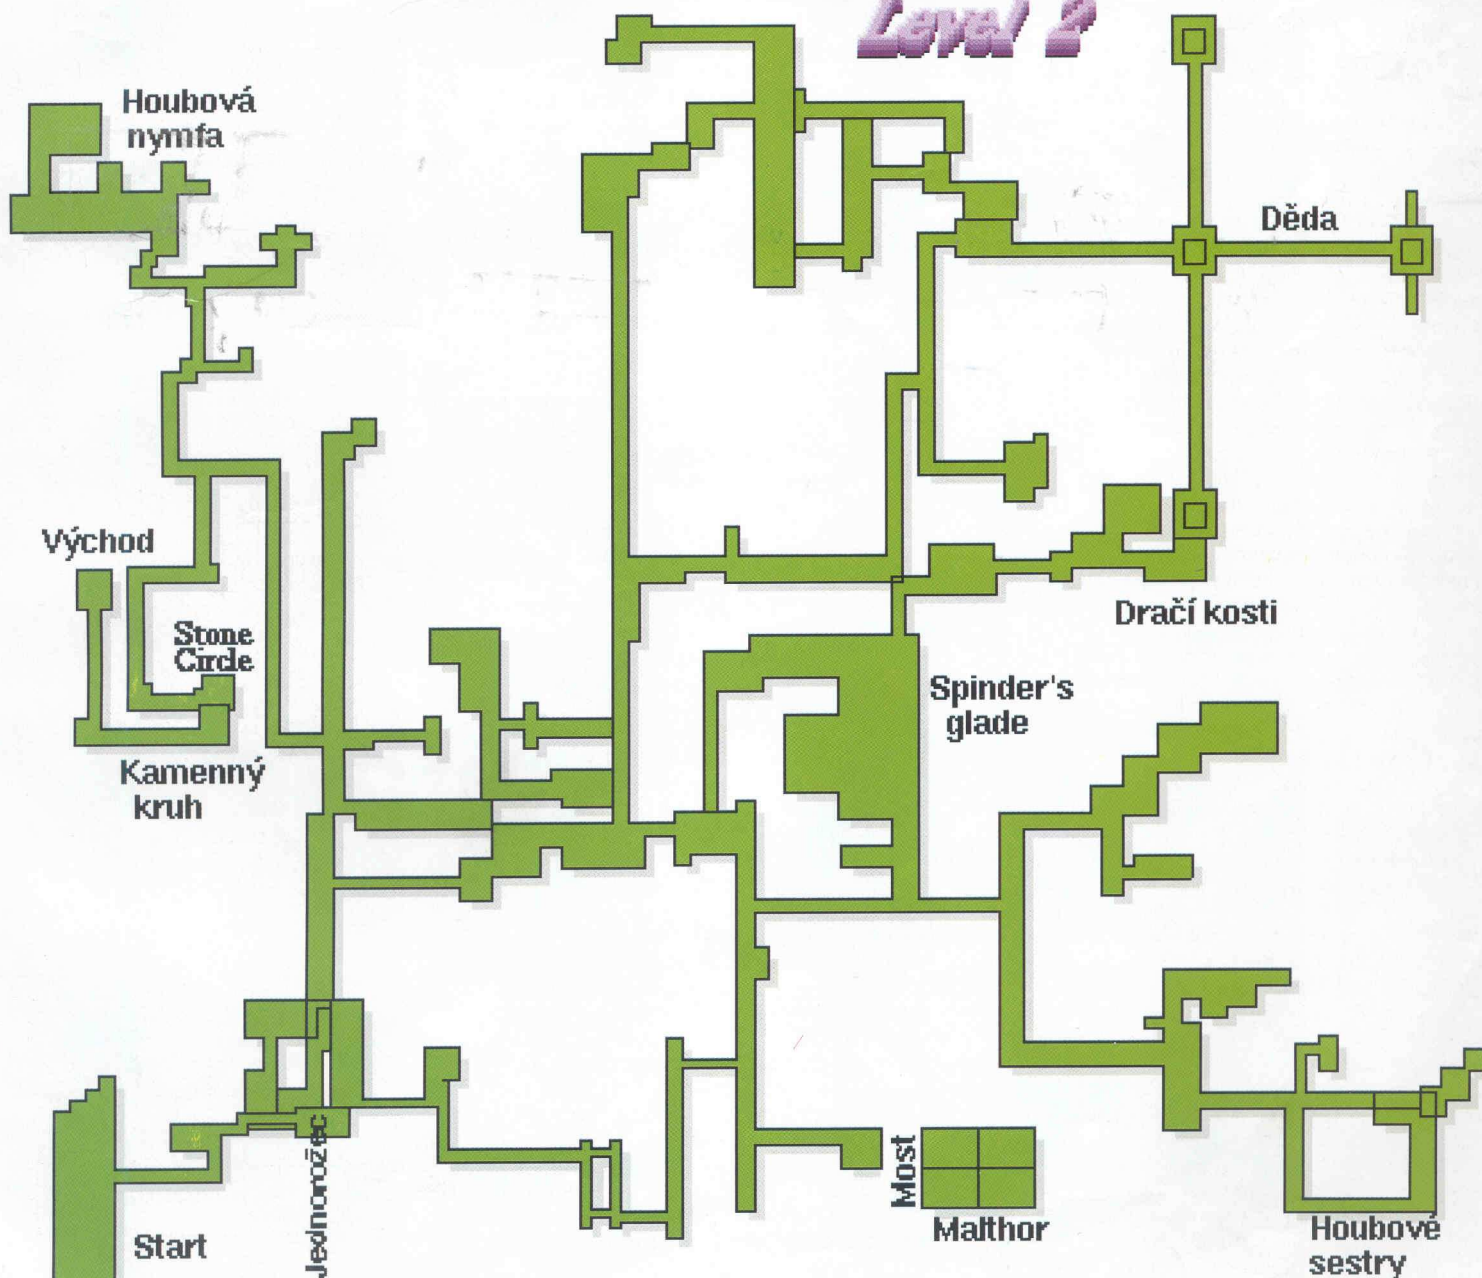 Level 2
Houbová
nymfa
Děda
Východ
Stone
Circle
Dračí kosti
Spinder's
glade
Kamenný
kruh
Jednorožec
Most
Malthor
Start
Houbové
sestry